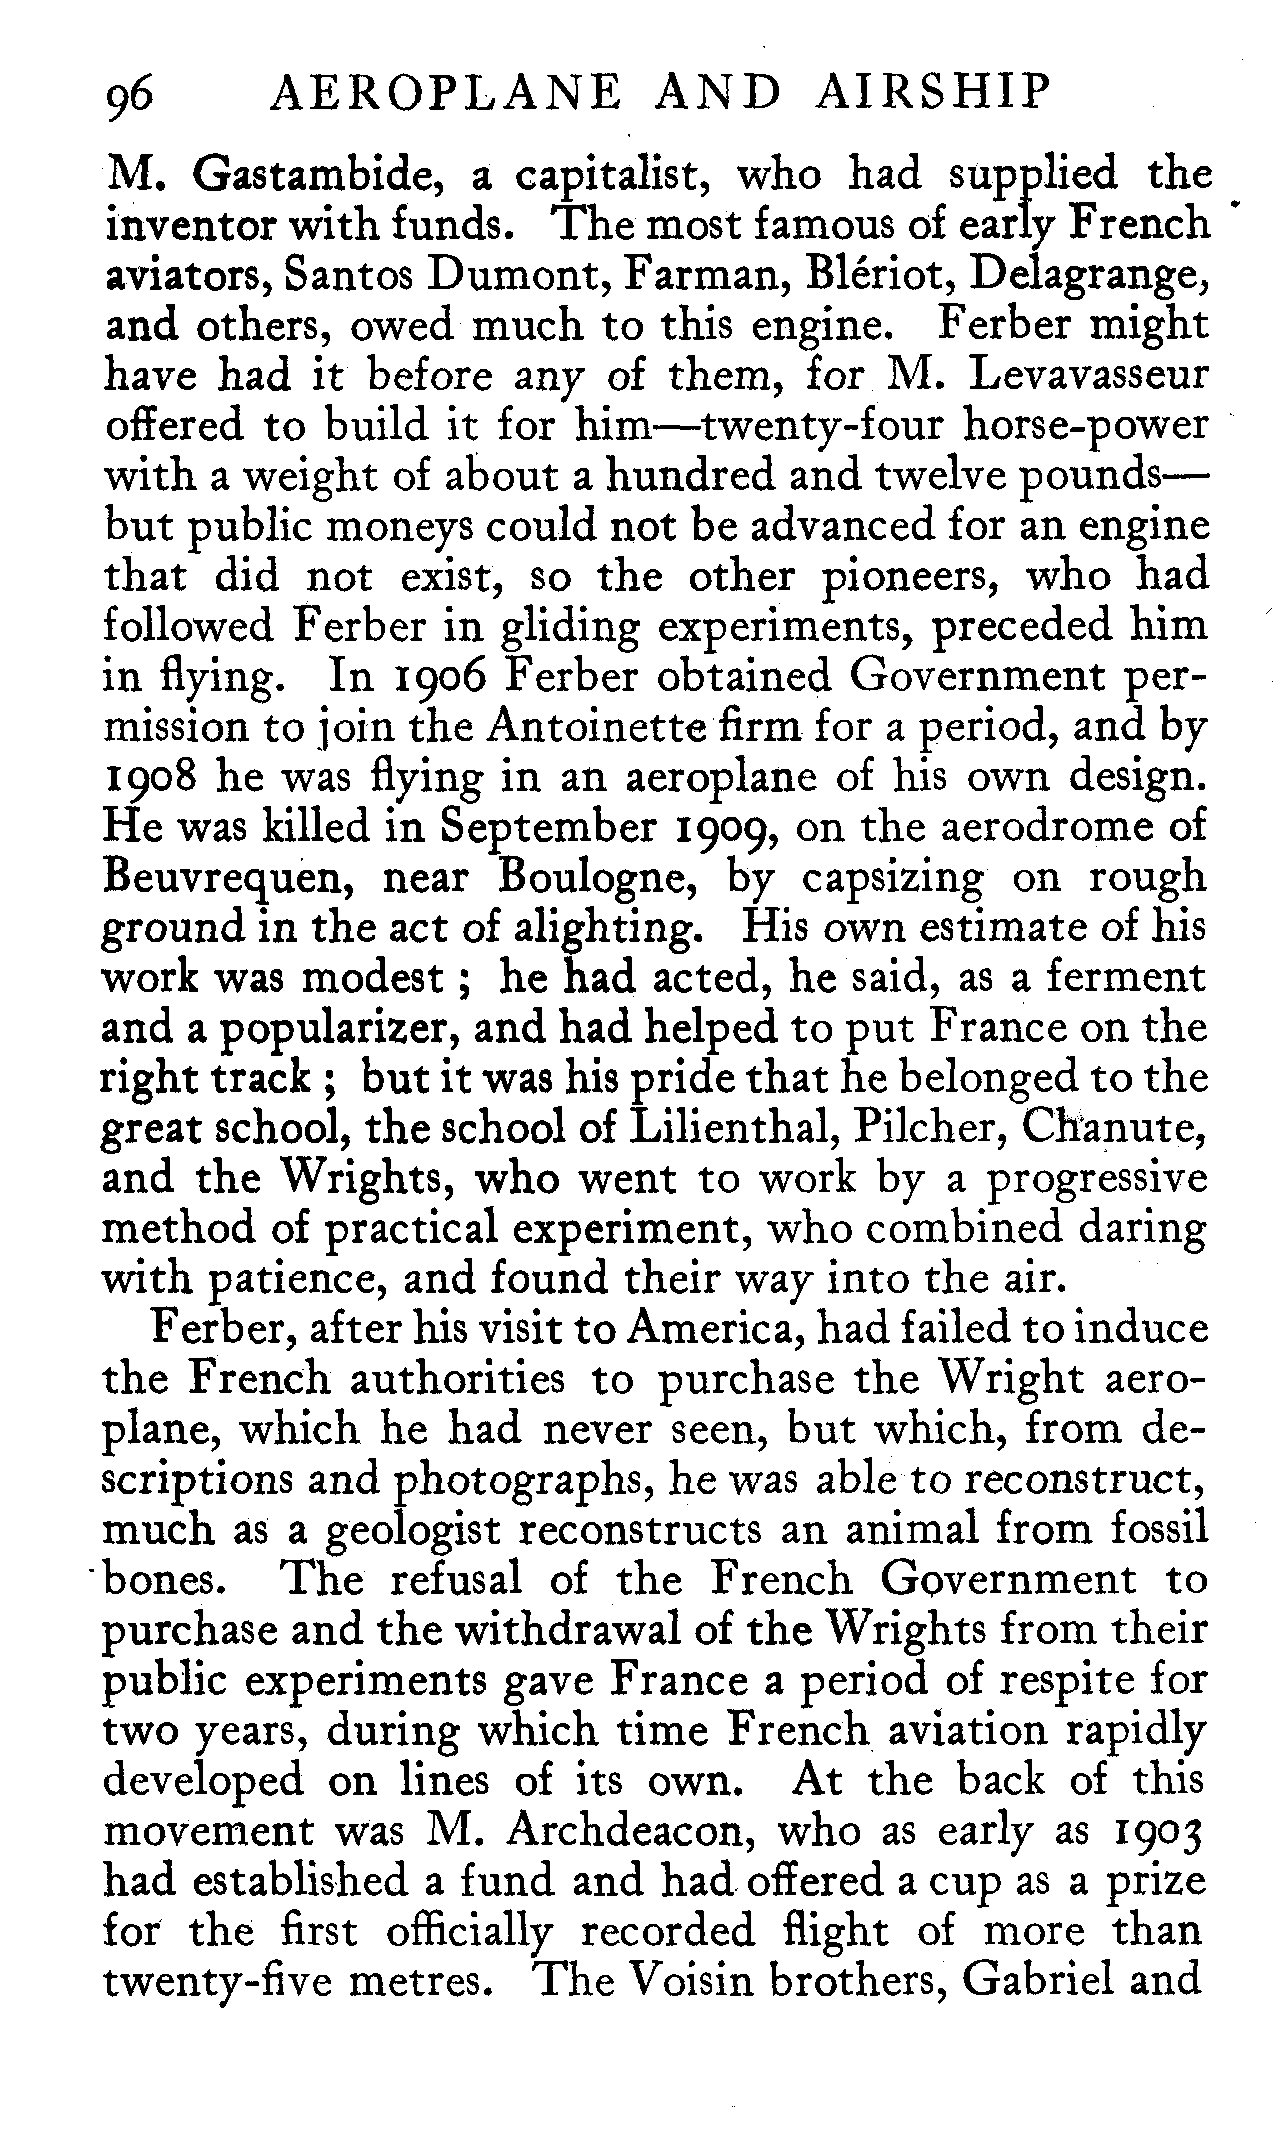 96 AEROPLANE AND AIRSHIP
M. Gastambide, a capitalist, who had supplied the
inventor with funds. The most famous of early French
aviators, Santos Dumont, Farman, Blériot, Delagrange,
and others, owed much to this engine. Ferber might
have had it before any of them, for M. Levavasseur
offered to build it for him—twenty-four horse-power
with a weight of about a hundred and twelve pounds—
but public moneys could not be advanced for an engine
that did not exist, so the other pioneers, who had
followed Ferber in gliding experiments, preceded him
in flying. In 1906 Ferber obtained Government per-
mission to join the Antoinette firm for a period, and by
1908 he was flying in an aeroplane of his own design.
He was killed in September 1909, on the aerodrome of
Beuvrequen, near Boulogne, by capsizing on rough
ground in the act of alighting. His own estimate of his
work was modest ; he had acted, he said, as a ferment
and a popularizer, and had helped to put France on the
right track ; but it was his pride that he belonged to the
great school, the school of Lilienthal, Pilcher, Chanute,
and the Wrights, who went to work by a progressive
method of practical experiment, who combined daring
with patience, and found their way into the air.
Ferber, after his visit to America, had failed to induce
the French authorities to purchase the Wright aero-
plane, which he had never seen, but which, from de-
scriptions and photographs, he was able to reconstruct,
much as a geologist reconstructs an animal from fossil
bones. The refusal of the French Government to
purchase and the withdrawal of the Wrights from their
public experiments gave France a period of respite for
two years, during which time French aviation rapidly
developed on lines of its own. At the back of this
movement was M. Archdeacon, who as early as 1903
had established a fund and had offered a cup as a prize
for the first officially recorded flight of more than
twenty-five metres. The Voisin brothers, Gabriel and